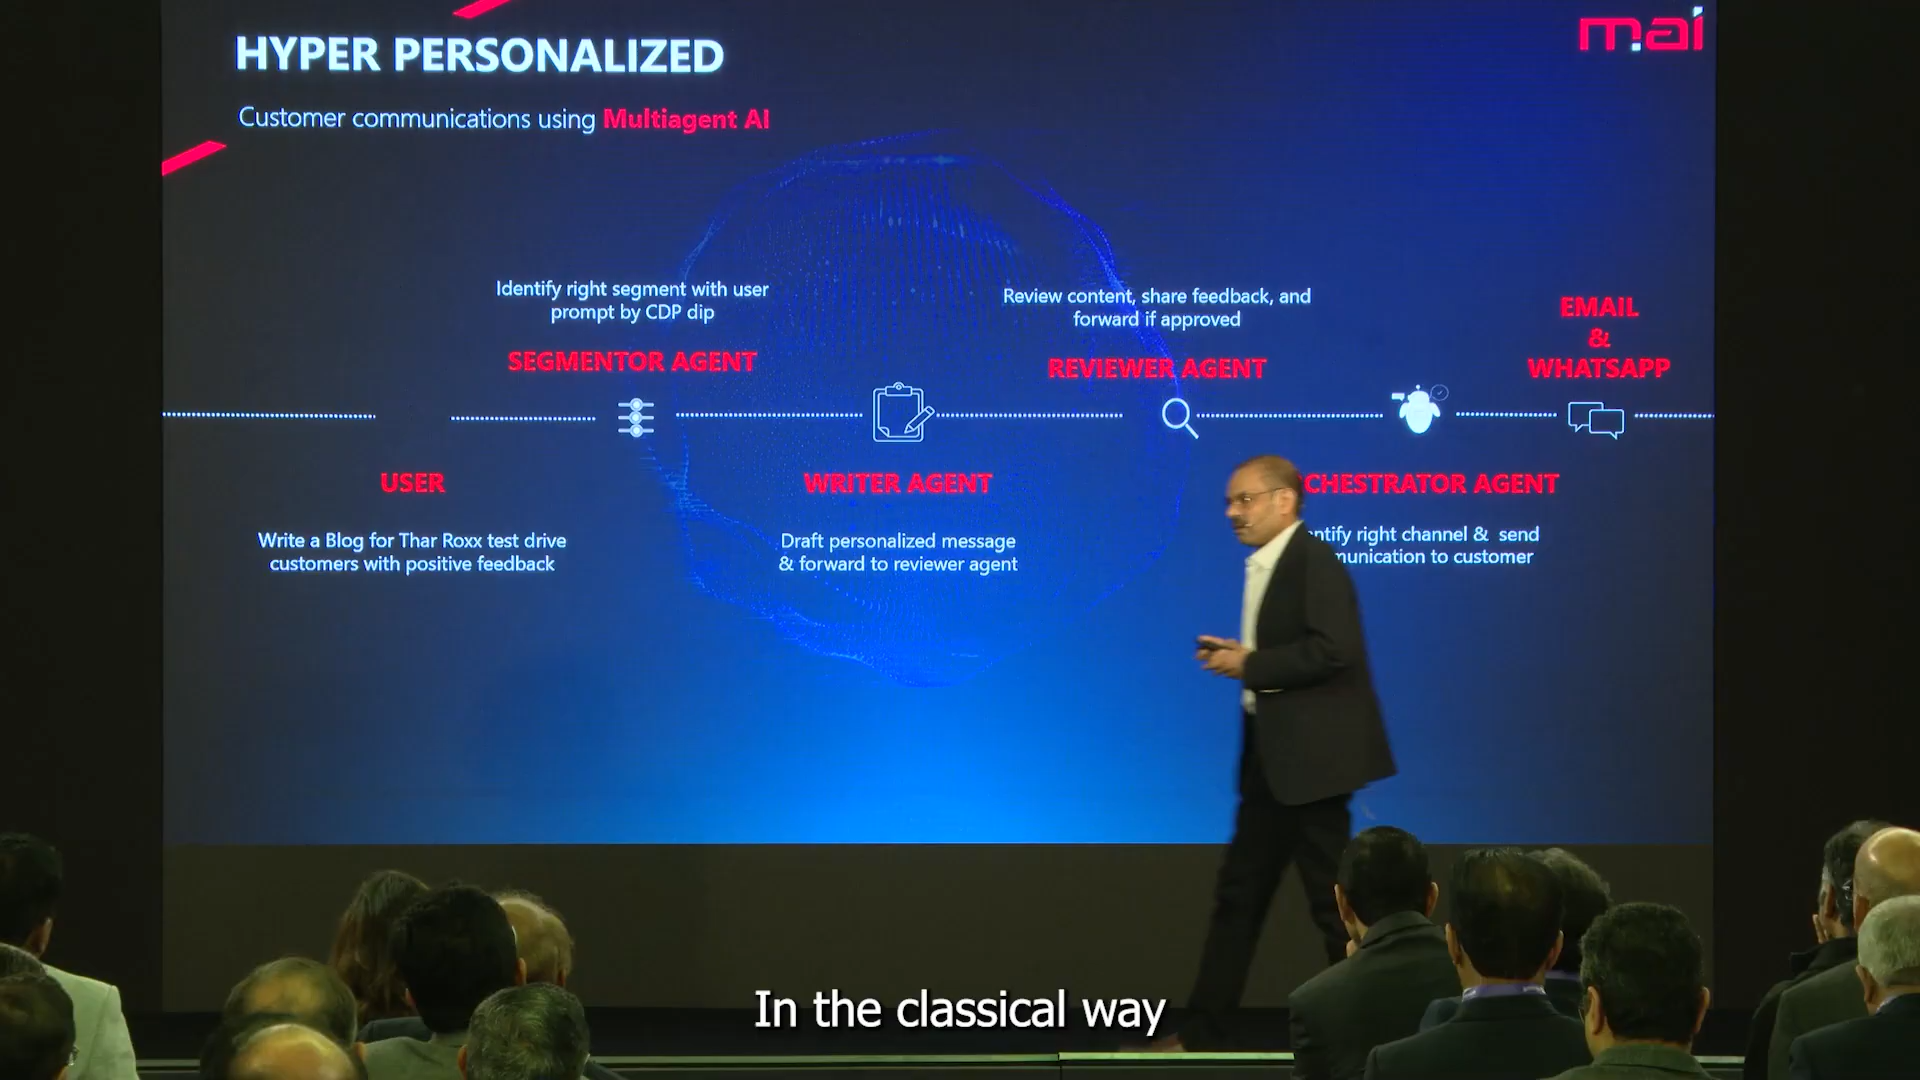 HYPER PERSONALIZED
mai
Customer communications using Multiagent AI
Identify right segment with user
prompt by CDP dip
SEGMENTOR AGENT
Review content, share feedback, and
forward if approved
REVIEWER AGENT
EMAIL
&
WHATSAPP
USER
Write a Blog for Thar Roxx test drive
customers with positive feedback
WRITER AGENT
Draft personalized message
& forward to reviewer agent
CHESTRATOR AGENT
ntify right channel & send
munication to customer
In the classical way